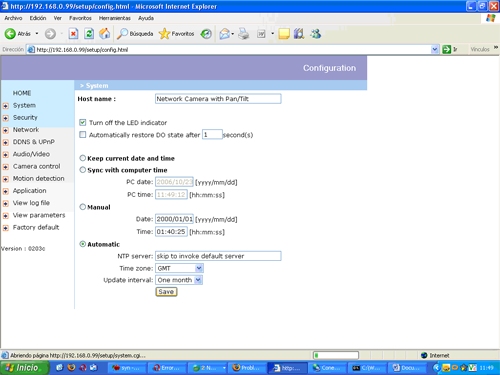 http://192.168.0.99/setup/config.html - Microsoft Internet Explorer
Archivo Edición Ver Favoritos Herramientas Ayuda
Atrás Búsqueda Favoritos
Dirección http://192.168.0.99/setup/config.html Ir Vínculos »
Configuration
HOME
System
Security
Network
DDNS & UPnP
Audio/Video
Camera control
Motion detection
Application
View log file
View parameters
Factory default
Version : 0203c
> System
Host name : Network Camera with Pan/Tilt
Turn off the LED indicator
Automatically restore DO state after 1 second(s)
Keep current date and time
Sync with computer time
PC date: 2006/10/23 [yyyy/mm/dd]
PC time: 11:49:12 [hh:mm:ss]
Manual
Date: 2000/01/01 [yyyy/mm/dd]
Time: 01:40:25 [hh:mm:ss]
Automatic
NTP server: skip to invoke default server
Time zone: GMT
Update interval: One month
Save
Abriendo página http://192.168.0.99/setup/system.cgi... Internet
Inicio Error... Probl... http:... Cone... C:\W... Docu... 11:49